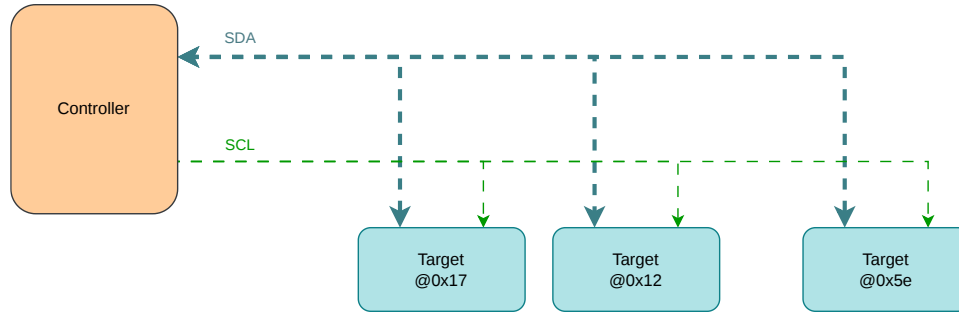 SDA
Controller
SCL
Target
@0x17
Target
@0x12
Target
@0x5e